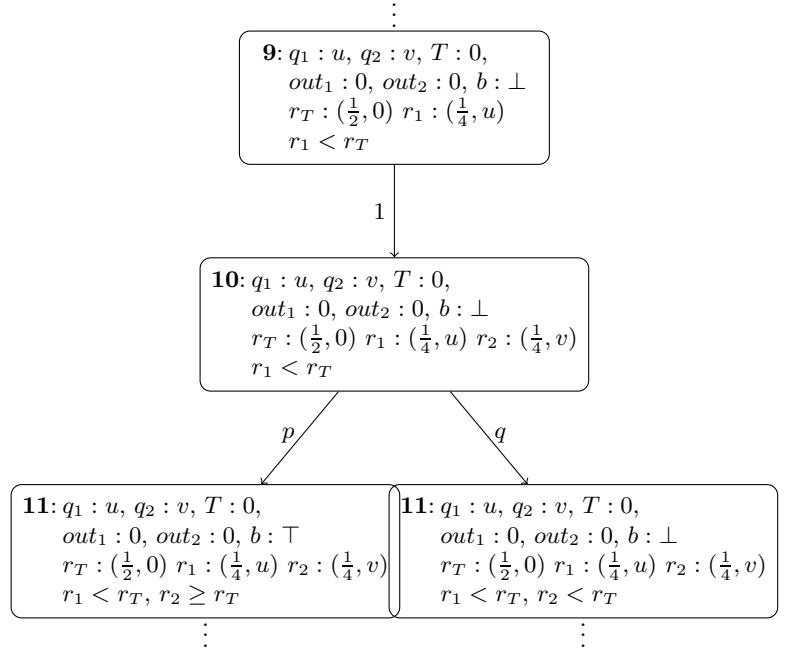 ⋮
9: q₁ : u, q₂ : v, T : 0,
out₁ : 0, out₂ : 0, b : ⊥
r_T : (1/2, 0) r₁ : (1/4, u)
r₁ < r_T
1
10: q₁ : u, q₂ : v, T : 0,
out₁ : 0, out₂ : 0, b : ⊥
r_T : (1/2, 0) r₁ : (1/4, u) r₂ : (1/4, v)
r₁ < r_T
p
q
11: q₁ : u, q₂ : v, T : 0,
out₁ : 0, out₂ : 0, b : ⊤
r_T : (1/2, 0) r₁ : (1/4, u) r₂ : (1/4, v)
r₁ < r_T, r₂ ≥ r_T
⋮
11: q₁ : u, q₂ : v, T : 0,
out₁ : 0, out₂ : 0, b : ⊥
r_T : (1/2, 0) r₁ : (1/4, u) r₂ : (1/4, v)
r₁ < r_T, r₂ < r_T
⋮